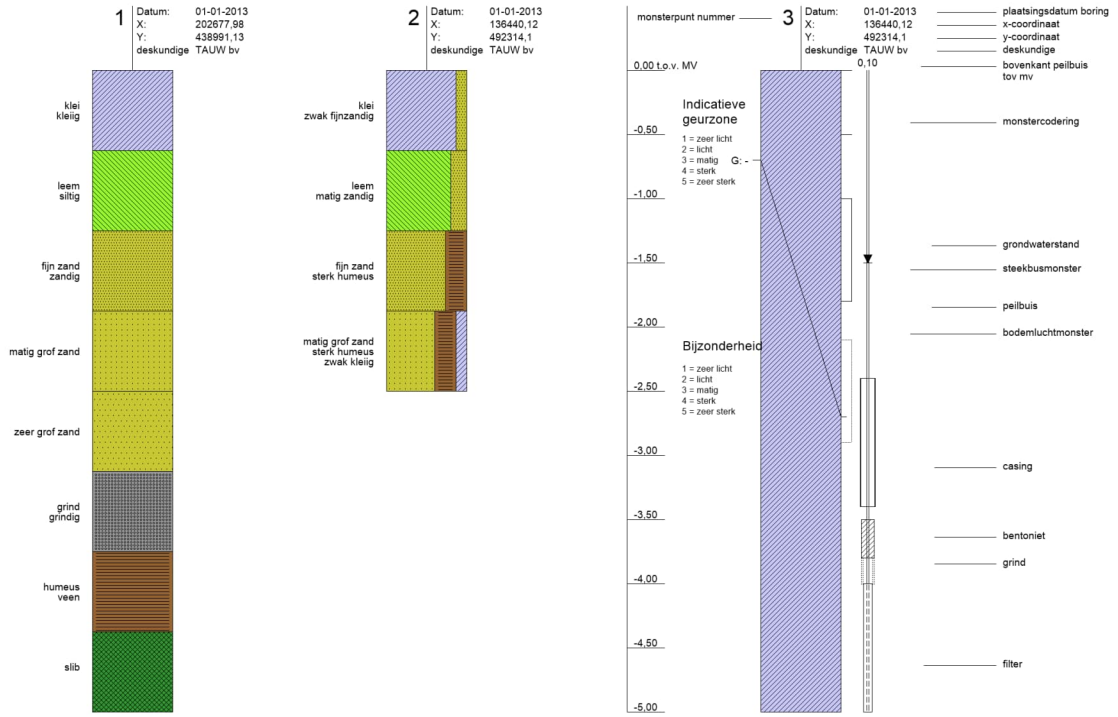 1
Datum: 01-01-2013
X: 202677,98
Y: 438991,13
deskundige TAUW bv
klei
kleiig
leem
siltig
fijn zand
zandig
matig grof zand
zeer grof zand
grind
grindig
humeus
veen
slib
2
Datum: 01-01-2013
X: 136440,12
Y: 492314,1
deskundige TAUW bv
klei
zwak fijnzandig
leem
matig zandig
fijn zand
sterk humeus
matig grof zand
sterk humeus
zwak kleiig
monsterpunt nummer
3
Datum: 01-01-2013
X: 136440,12
Y: 492314,1
deskundige TAUW bv
0,10
0,00 t.o.v. MV
-0,50
-1,00
-1,50
-2,00
-2,50
-3,00
-3,50
-4,00
-4,50
-5,00
Indicatieve
geurzone
1 = zeer licht
2 = licht
3 = matig
4 = sterk
5 = zeer sterk
G: -
Bijzonderheid
1 = zeer licht
2 = licht
3 = matig
4 = sterk
5 = zeer sterk
plaatsingsdatum boring
x-coordinaat
y-coordinaat
deskundige
bovenkant peilbuis
tov mv
monstercodering
grondwaterstand
steekbusmonster
peilbuis
bodemluchtmonster
casing
bentoniet
grind
filter